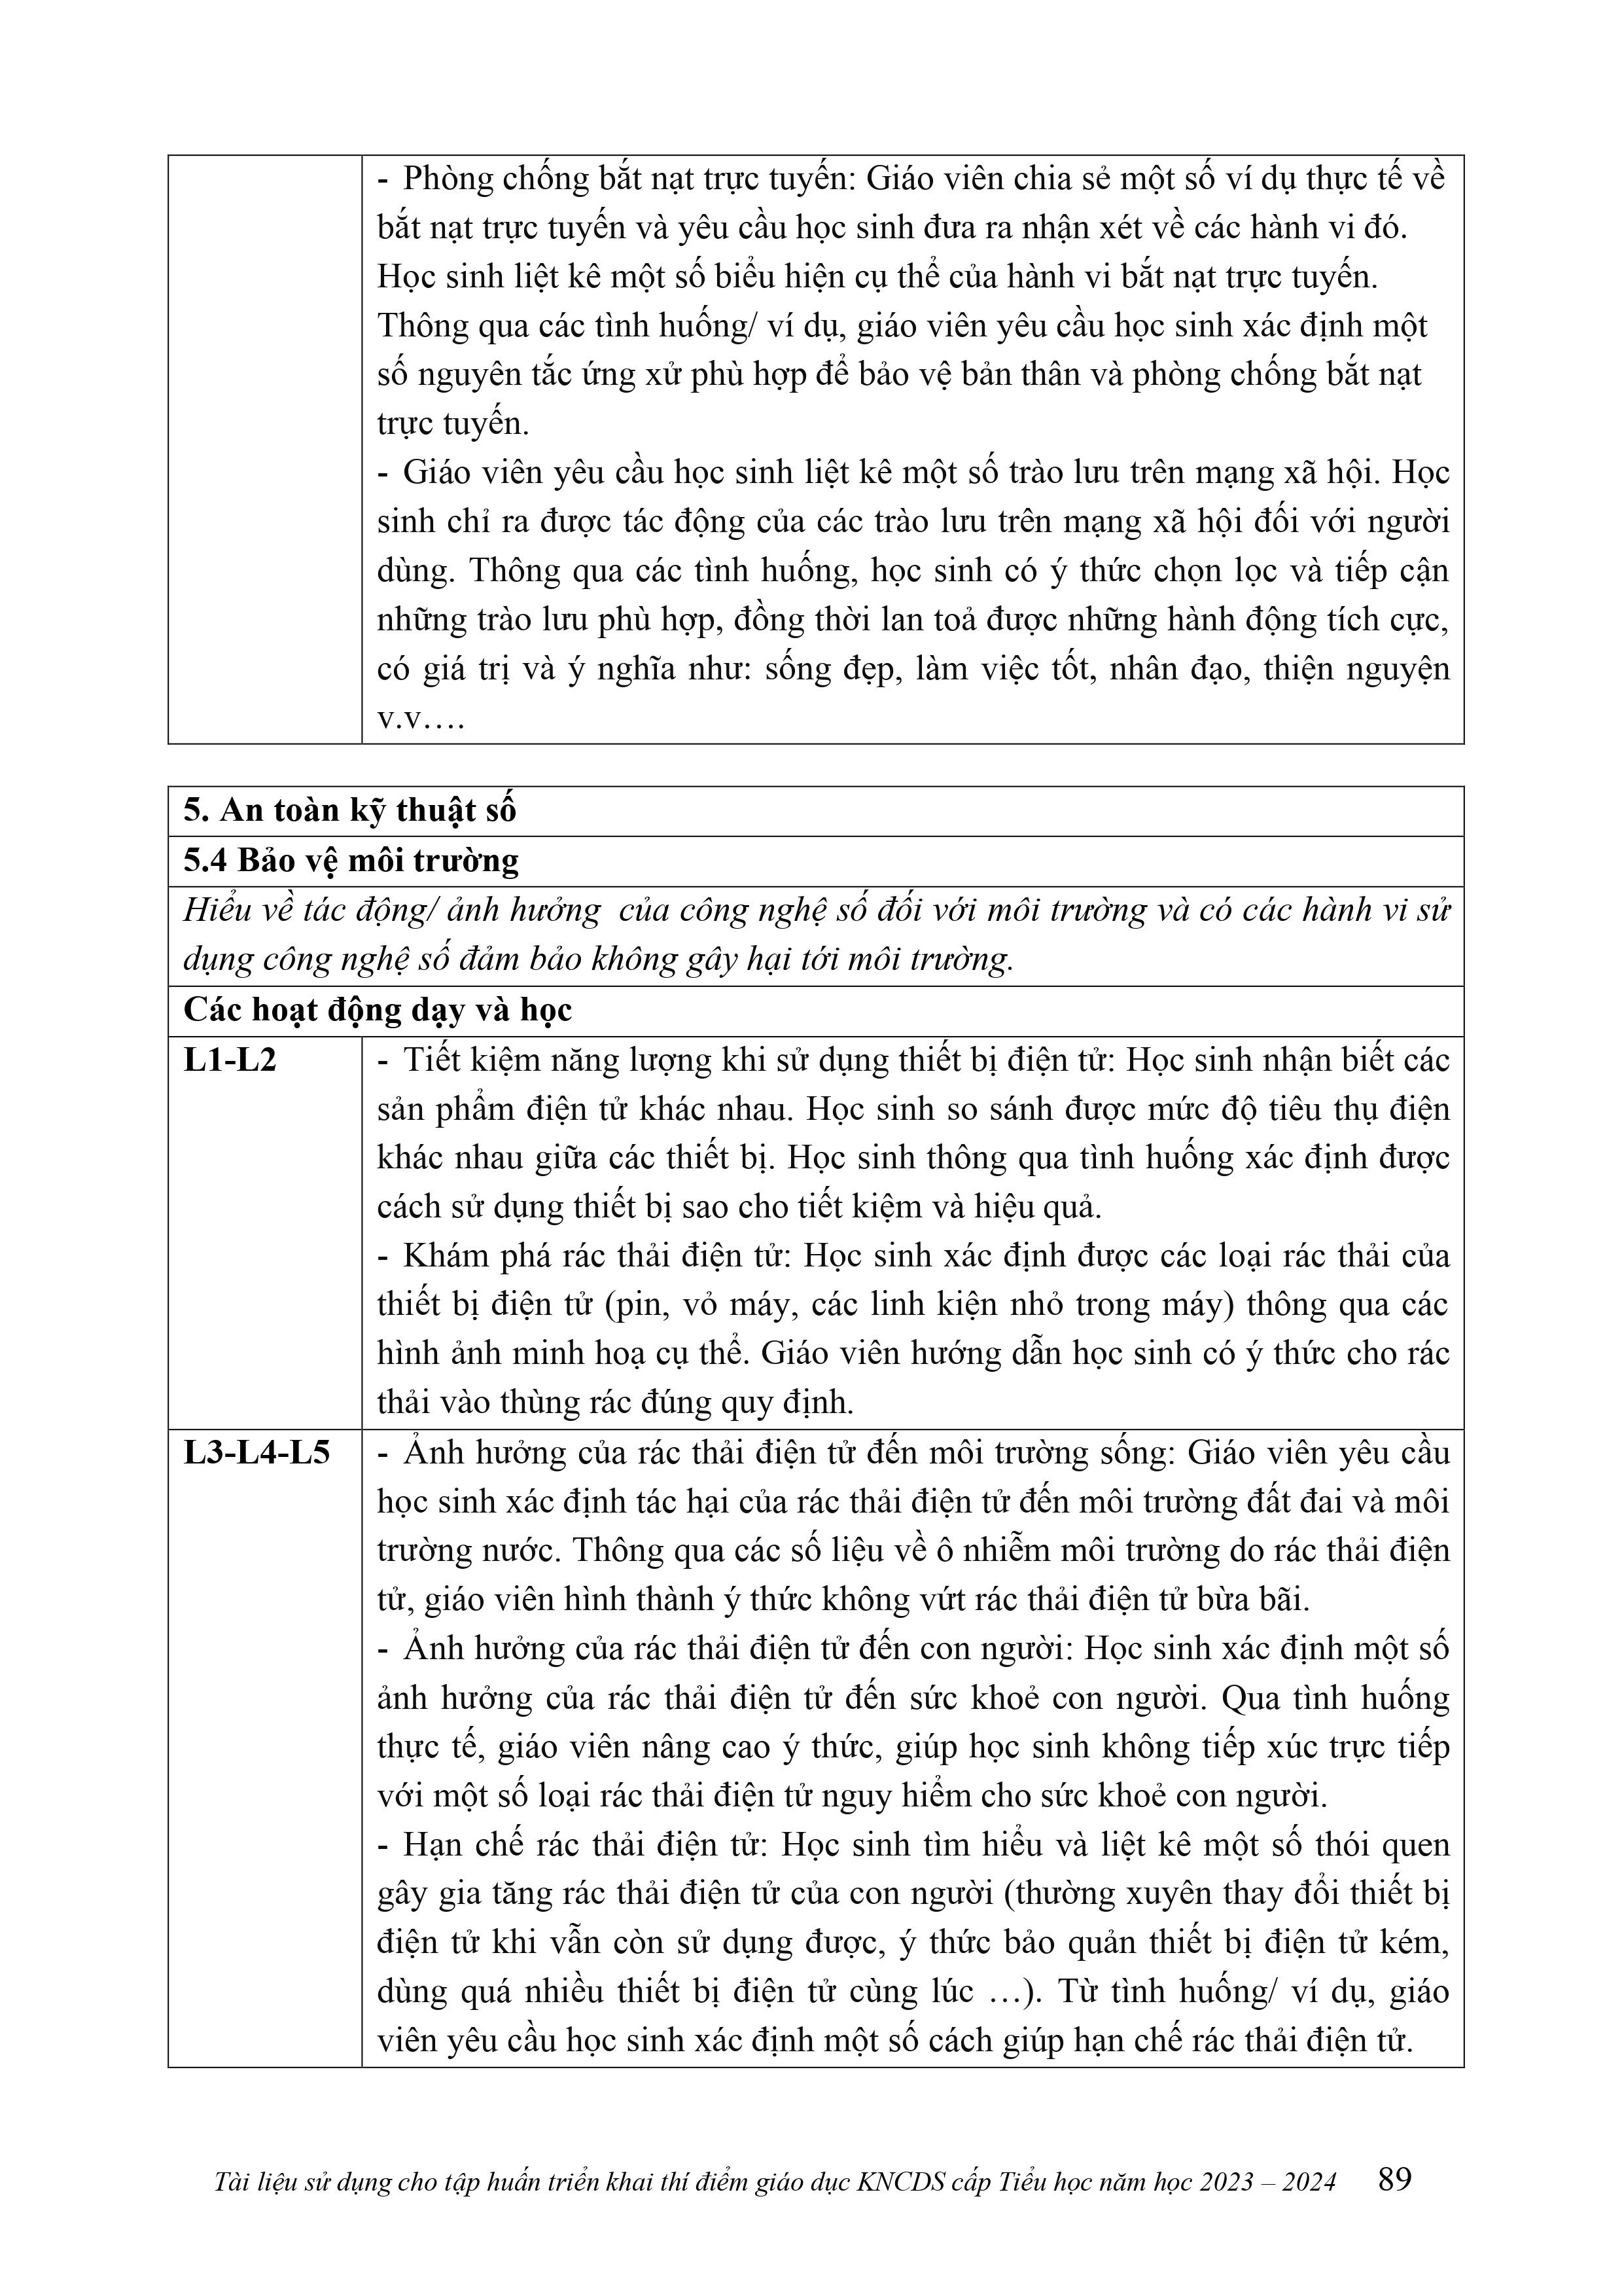 - Phòng chống bắt nạt trực tuyến: Giáo viên chia sẻ một số ví dụ thực tế về
bắt nạt trực tuyến và yêu cầu học sinh đưa ra nhận xét về các hành vi đó.
Học sinh liệt kê một số biểu hiện cụ thể của hành vi bắt nạt trực tuyến.
Thông qua các tình huống/ ví dụ, giáo viên yêu cầu học sinh xác định một
số nguyên tắc ứng xử phù hợp để bảo vệ bản thân và phòng chống bắt nạt
trực tuyến.
- Giáo viên yêu cầu học sinh liệt kê một số trào lưu trên mạng xã hội. Học
sinh chỉ ra được tác động của các trào lưu trên mạng xã hội đối với người
dùng. Thông qua các tình huống, học sinh có ý thức chọn lọc và tiếp cận
những trào lưu phù hợp, đồng thời lan toả được những hành động tích cực,
có giá trị và ý nghĩa như: sống đẹp, làm việc tốt, nhân đạo, thiện nguyện
v.v….
5. An toàn kỹ thuật số
5.4 Bảo vệ môi trường
Hiểu về tác động/ ảnh hưởng của công nghệ số đối với môi trường và có các hành vi sử
dụng công nghệ số đảm bảo không gây hại tới môi trường.
Các hoạt động dạy và học
L1-L2
- Tiết kiệm năng lượng khi sử dụng thiết bị điện tử: Học sinh nhận biết các
sản phẩm điện tử khác nhau. Học sinh so sánh được mức độ tiêu thụ điện
khác nhau giữa các thiết bị. Học sinh thông qua tình huống xác định được
cách sử dụng thiết bị sao cho tiết kiệm và hiệu quả.
- Khám phá rác thải điện tử: Học sinh xác định được các loại rác thải của
thiết bị điện tử (pin, vỏ máy, các linh kiện nhỏ trong máy) thông qua các
hình ảnh minh hoạ cụ thể. Giáo viên hướng dẫn học sinh có ý thức cho rác
thải vào thùng rác đúng quy định.
L3-L4-L5
- Ảnh hưởng của rác thải điện tử đến môi trường sống: Giáo viên yêu cầu
học sinh xác định tác hại của rác thải điện tử đến môi trường đất đai và môi
trường nước. Thông qua các số liệu về ô nhiễm môi trường do rác thải điện
tử, giáo viên hình thành ý thức không vứt rác thải điện tử bừa bãi.
- Ảnh hưởng của rác thải điện tử đến con người: Học sinh xác định một số
ảnh hưởng của rác thải điện tử đến sức khoẻ con người. Qua tình huống
thực tế, giáo viên nâng cao ý thức, giúp học sinh không tiếp xúc trực tiếp
với một số loại rác thải điện tử nguy hiểm cho sức khoẻ con người.
- Hạn chế rác thải điện tử: Học sinh tìm hiểu và liệt kê một số thói quen
gây gia tăng rác thải điện tử của con người (thường xuyên thay đổi thiết bị
điện tử khi vẫn còn sử dụng được, ý thức bảo quản thiết bị điện tử kém,
dùng quá nhiều thiết bị điện tử cùng lúc …). Từ tình huống/ ví dụ, giáo
viên yêu cầu học sinh xác định một số cách giúp hạn chế rác thải điện tử.
Tài liệu sử dụng cho tập huấn triển khai thí điểm giáo dục KNCDS cấp Tiểu học năm học 2023 – 2024 89